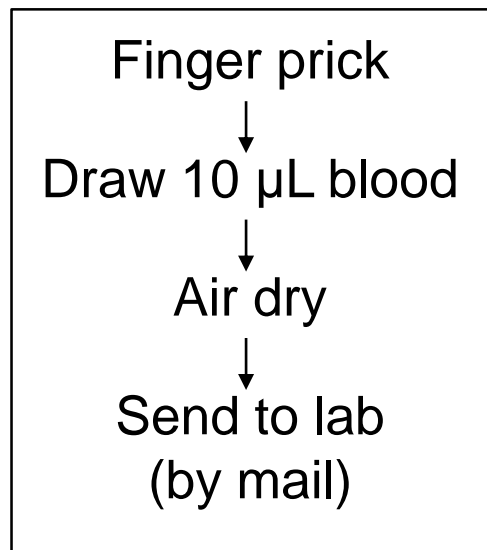 Finger prick
Draw 10 µL blood
Air dry
Send to lab
(by mail)